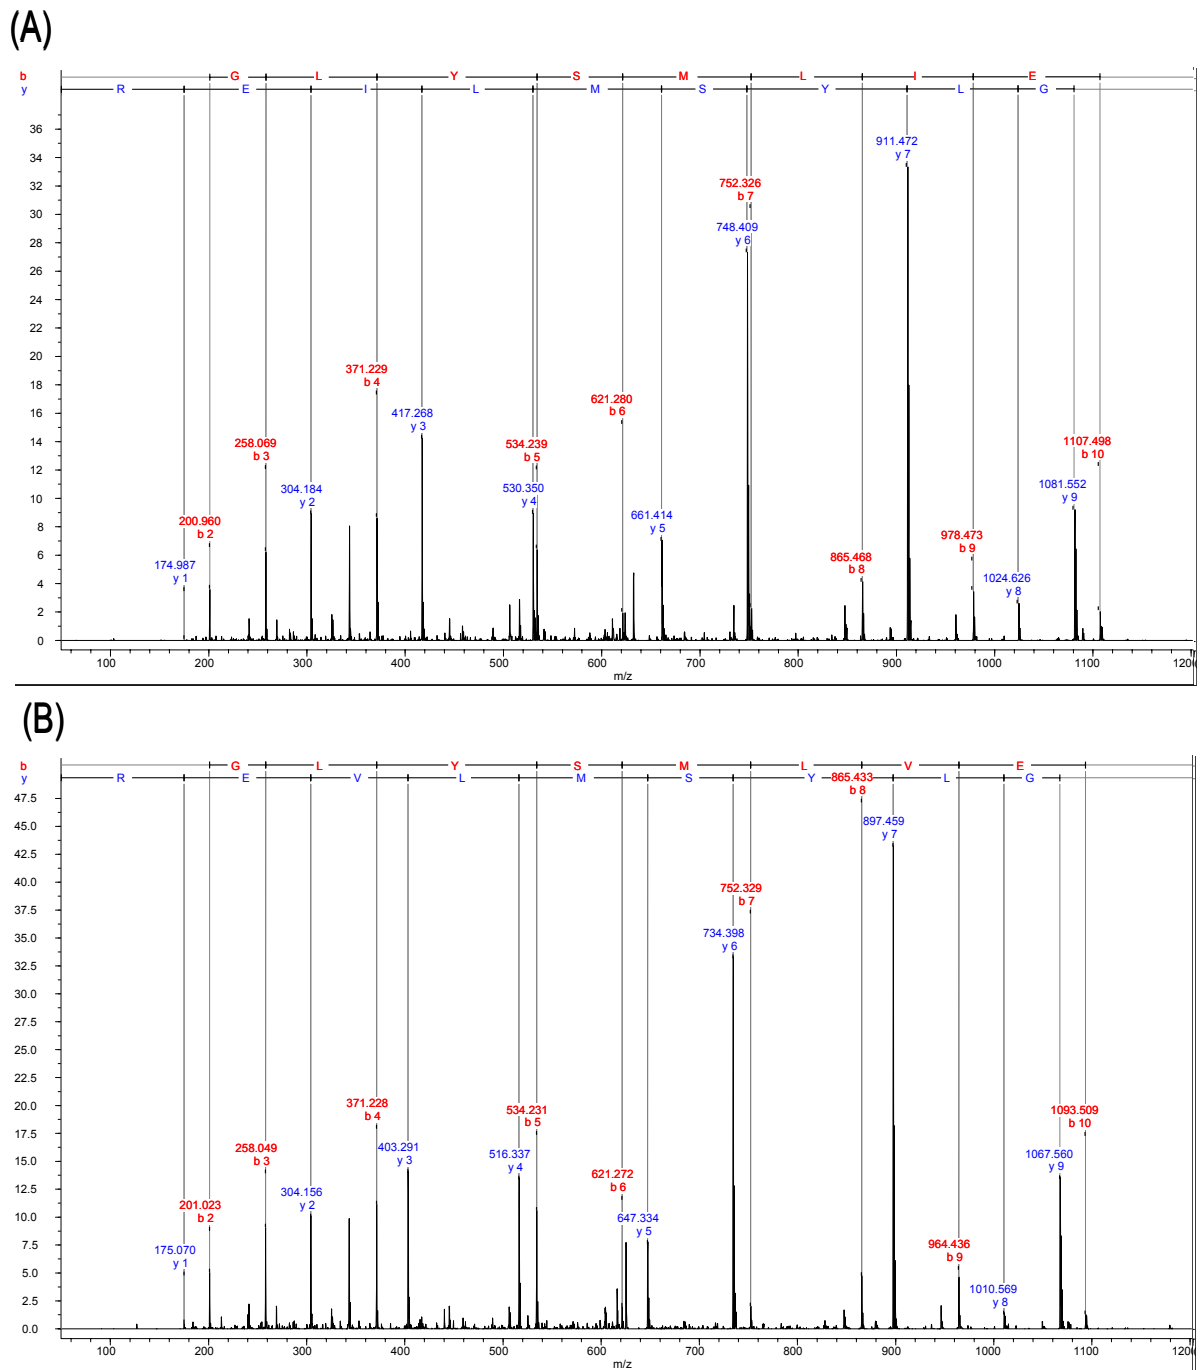 (A)
b G L Y S M L I E
y R E I L M S Y L G
36
34
32
30
28
26
24
22
20
18
16
14
12
10
8
6
4
2
0
174.987
y 1
200.960
b 2
258.069
b 3
304.184
y 2
371.229
b 4
417.268
y 3
530.350
y 4
534.239
b 5
621.280
b 6
661.414
y 5
748.409
y 6
752.326
b 7
865.468
b 8
911.472
y 7
978.473
b 9
1024.626
y 8
1081.552
y 9
1107.498
b 10
100 200 300 400 500 600 700 800 900 1000 1100 1200
m/z
(B)
b G L Y S M L V E
y R E V L M S Y L G
47.5
45.0
42.5
40.0
37.5
35.0
32.5
30.0
27.5
25.0
22.5
20.0
17.5
15.0
12.5
10.0
7.5
5.0
2.5
0.0
175.070
y 1
201.023
b 2
258.049
b 3
304.156
y 2
371.228
b 4
403.291
y 3
516.337
y 4
534.231
b 5
621.272
b 6
647.334
y 5
734.398
y 6
752.329
b 7
865.433
b 8
897.459
y 7
964.436
b 9
1010.569
y 8
1067.560
y 9
1093.509
b 10
100 200 300 400 500 600 700 800 900 1000 1100 1200
m/z